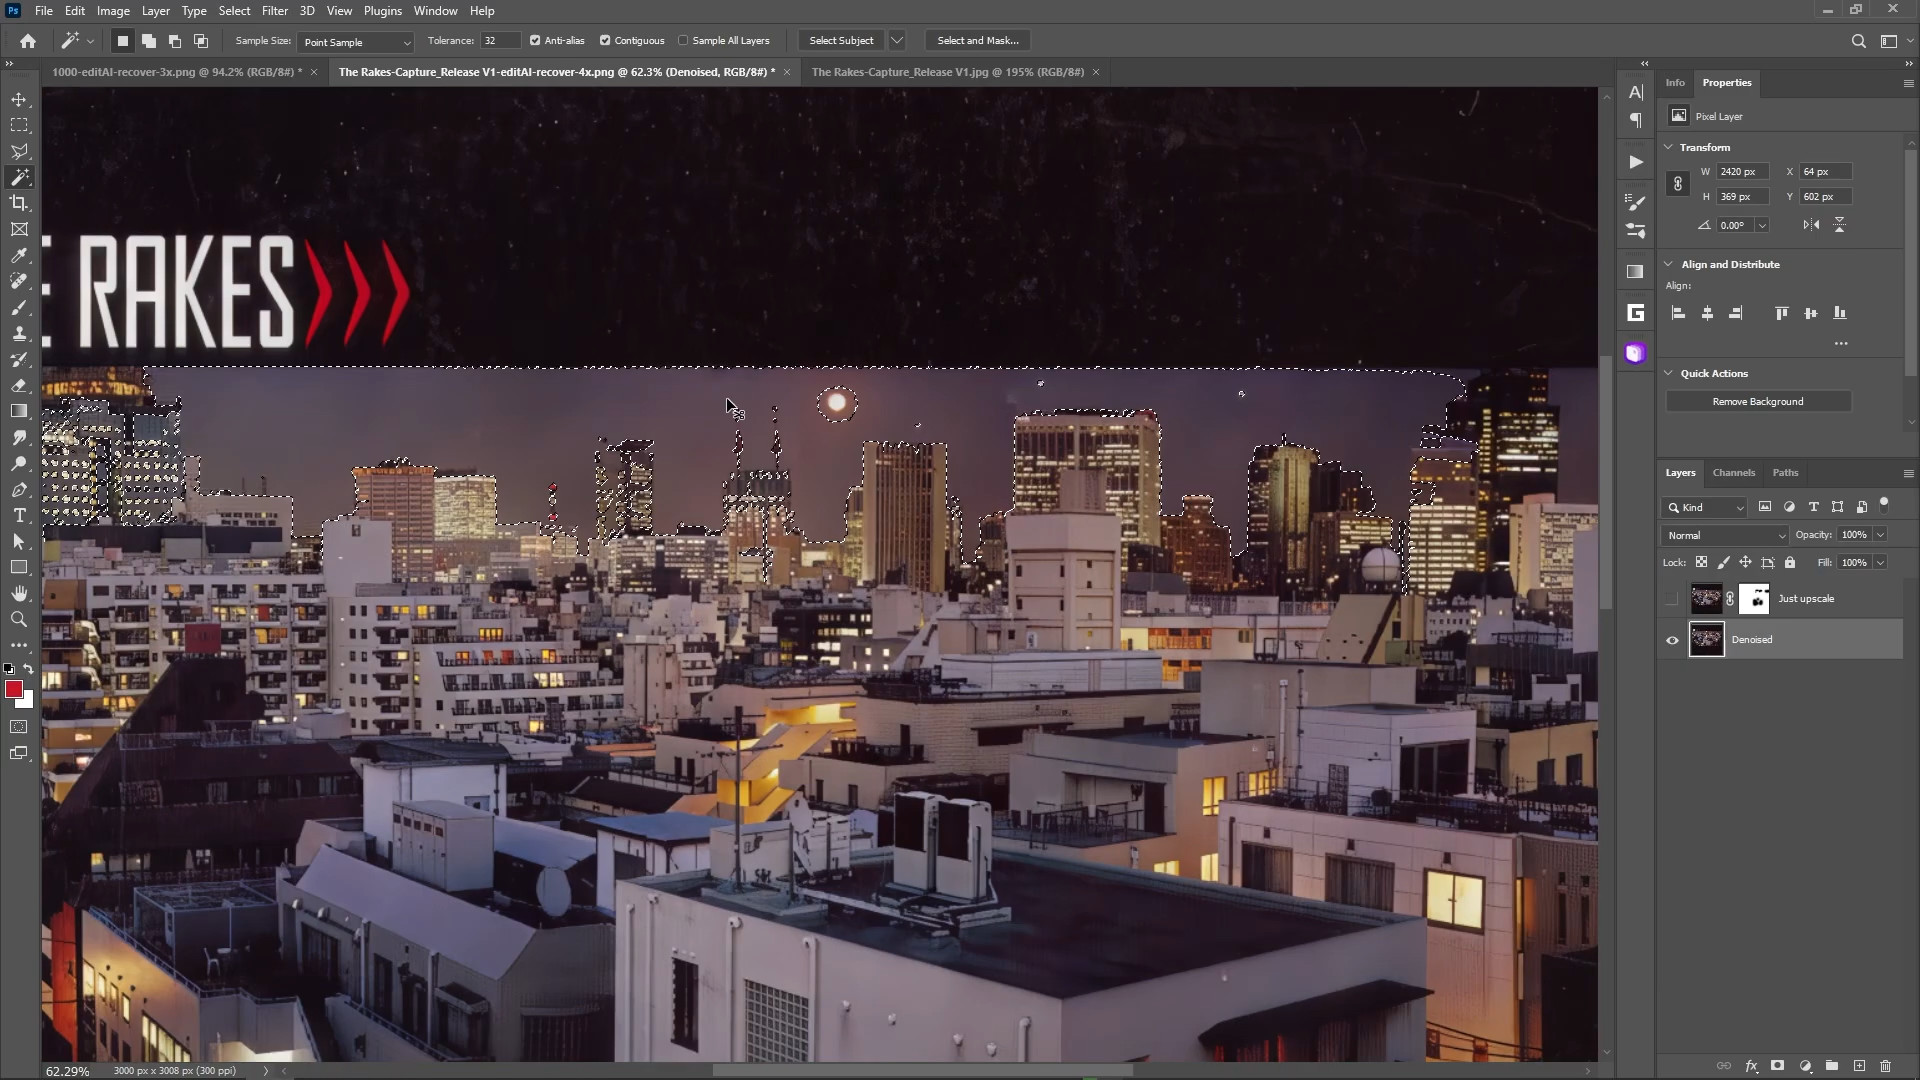 Ps File Edit Image Layer Type Select Filter 3D View Plugins Window Help
Sample Size: Point Sample Tolerance: 32 Anti-alias Contiguous Sample All Layers Select Subject Select and Mask...
1000-editAI-recover-3x.png @ 94.2% (RGB/8#) * × The Rakes-Capture_Release V1-editAI-recover-4x.png @ 62.3% (Denoised, RGB/8#) * × The Rakes-Capture_Release V1.jpg @ 195% (RGB/8#) ×
Info Properties
Pixel Layer
Transform
W 2420 px X 64 px
H 369 px Y 602 px
0.00°
Align and Distribute
Align:
Quick Actions
Remove Background
Layers Channels Paths
Kind
Normal Opacity: 100%
Lock: Fill: 100%
Just upscale
Denoised
E RAKES
62.29% 3000 px x 3008 px (300 ppi)